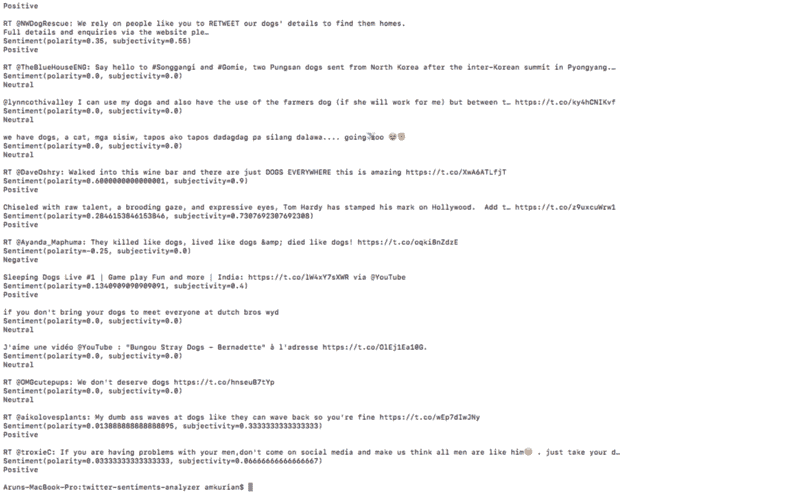 Positive
RT @NWDogRescue: We rely on people like you to RETWEET our dogs' details to find them homes.
Full details and enquiries via the website ple…
Sentiment(polarity=0.35, subjectivity=0.55)
Positive
RT @TheBlueHouseENG: Say hello to #Songgangi and #Gomie, two Pungsan dogs sent from North Korea after the inter-Korean summit in Pyongyang.…
Sentiment(polarity=0.0, subjectivity=0.0)
Neutral
@lynncothivalley I can use my dogs and also have the use of the farmers dog (if she will work for me) but between t… https://t.co/ky4hCNIKvf
Sentiment(polarity=0.0, subjectivity=0.0)
Neutral
we have dogs, a cat, mga sisiw, tapos ako tapos dadagdag pa silang dalawa.... going zoo
Sentiment(polarity=0.0, subjectivity=0.0)
Neutral
RT @DaveOshry: Walked into this wine bar and there are just DOGS EVERYWHERE this is amazing https://t.co/XwA6ATLfjT
Sentiment(polarity=0.6000000000000001, subjectivity=0.9)
Positive
Chiseled with raw talent, a brooding gaze, and expressive eyes, Tom Hardy has stamped his mark on Hollywood.  Add t… https://t.co/z9uxcuWrw1
Sentiment(polarity=0.2846153846153846, subjectivity=0.7307692307692308)
Positive
RT @Ayanda_Maphuma: They killed like dogs, lived like dogs &amp; died like dogs! https://t.co/oqki8nZdzE
Sentiment(polarity=-0.25, subjectivity=0.0)
Negative
Sleeping Dogs Live #1 | Game play Fun and more | India: https://t.co/1W4xY7sXWR via @YouTube
Sentiment(polarity=0.1340909090909091, subjectivity=0.4)
Positive
if you don't bring your dogs to meet everyone at dutch bros wyd
Sentiment(polarity=0.0, subjectivity=0.0)
Neutral
J'aime une vidéo @YouTube : "Bungou Stray Dogs - Bernadette" à l'adresse https://t.co/OlEj1Ea10G.
Sentiment(polarity=0.0, subjectivity=0.0)
Neutral
RT @OMGcutepups: We don't deserve dogs https://t.co/hnseuB7tYp
Sentiment(polarity=0.0, subjectivity=0.0)
Neutral
RT @aikolovesplants: My dumb ass waves at dogs like they can wave back so you're fine https://t.co/wEp7dIwJNy
Sentiment(polarity=0.013888888888888895, subjectivity=0.3333333333333333)
Positive
RT @troxieC: If you are having problems with your men,don't come on social media and make us think all men are like him . just take your d…
Sentiment(polarity=0.03333333333333333, subjectivity=0.06666666666666667)
Positive
Aruns-MacBook-Pro:twitter-sentiments-analyzer amkurian$